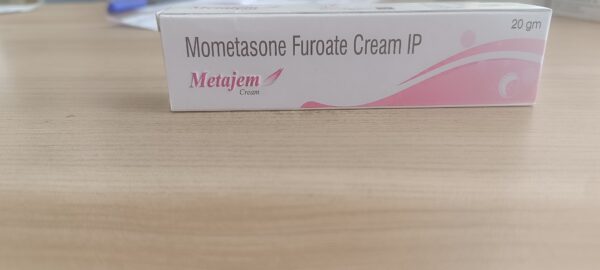 20 gm
Mometasone Furoate Cream IP
Metajem
Cream